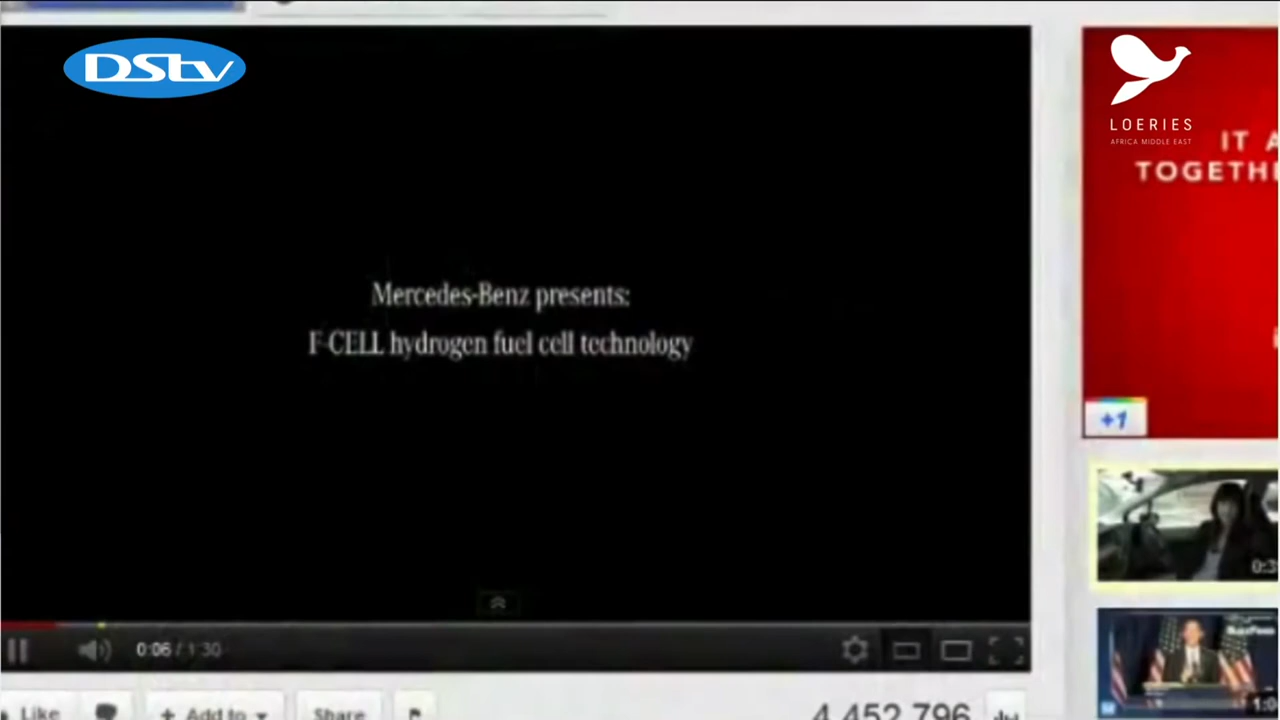 DStv
LOERIES
AFRICA MIDDLE EAST
IT A
TOGETH
Mercedes-Benz presents:
F-CELL hydrogen fuel cell technology
+1
0:06 / 1:30
Like
+ Add to
Share
4,452,796